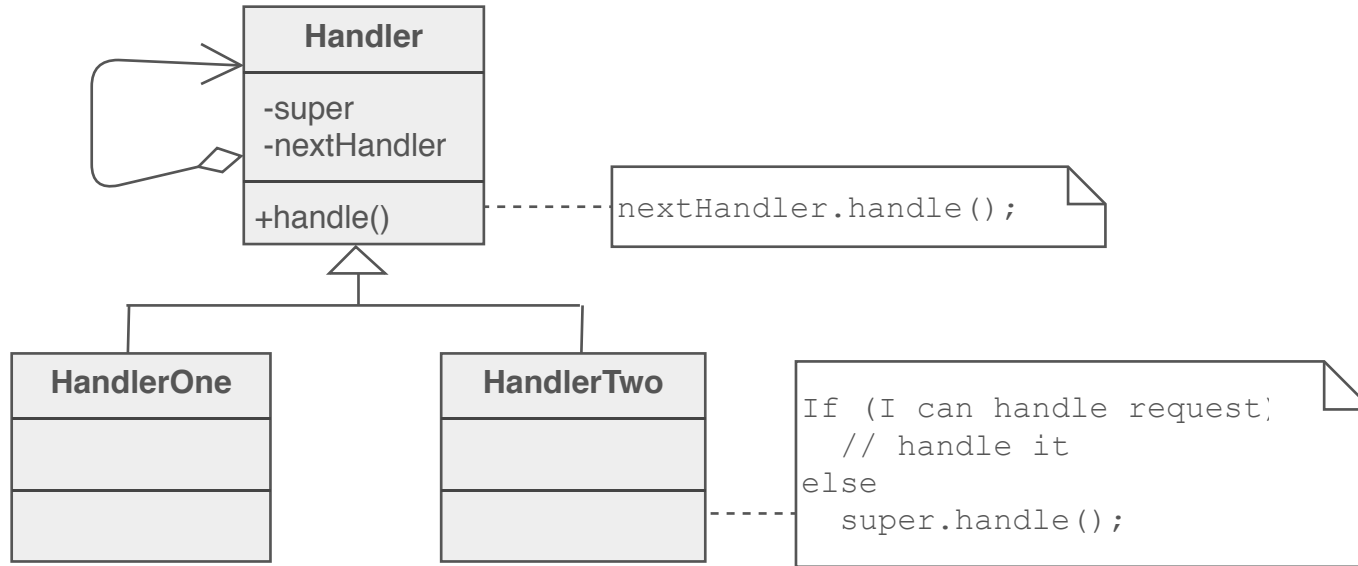 Handler
-super
-nextHandler
+handle()
nextHandler.handle();
HandlerOne
HandlerTwo
If (I can handle request)
  // handle it
else
  super.handle();